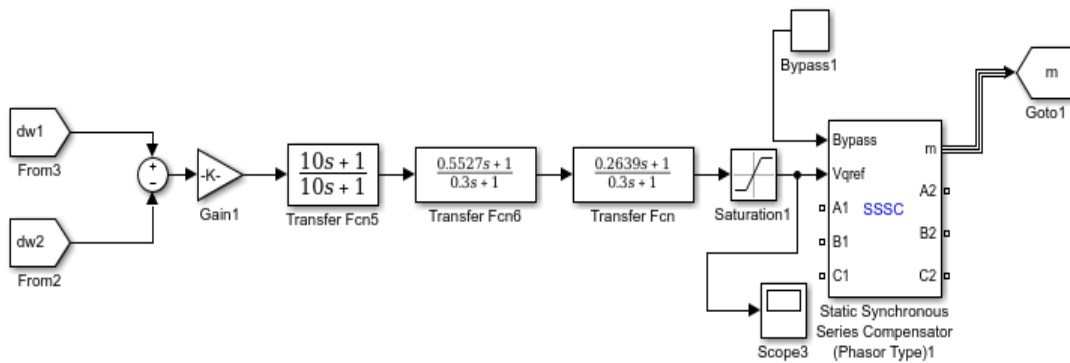 Bypass1
m
Goto1
dw1
From3
+
−
-K-
Gain1
10s + 1
10s + 1
Transfer Fcn5
0.5527s + 1
0.3s + 1
Transfer Fcn6
0.2639s + 1
0.3s + 1
Transfer Fcn
Saturation1
dw2
From2
Bypass
m
Vqref
A2
A1
SSSC
B2
B1
C1
C2
Static Synchronous
Series Compensator
(Phasor Type)1
Scope3